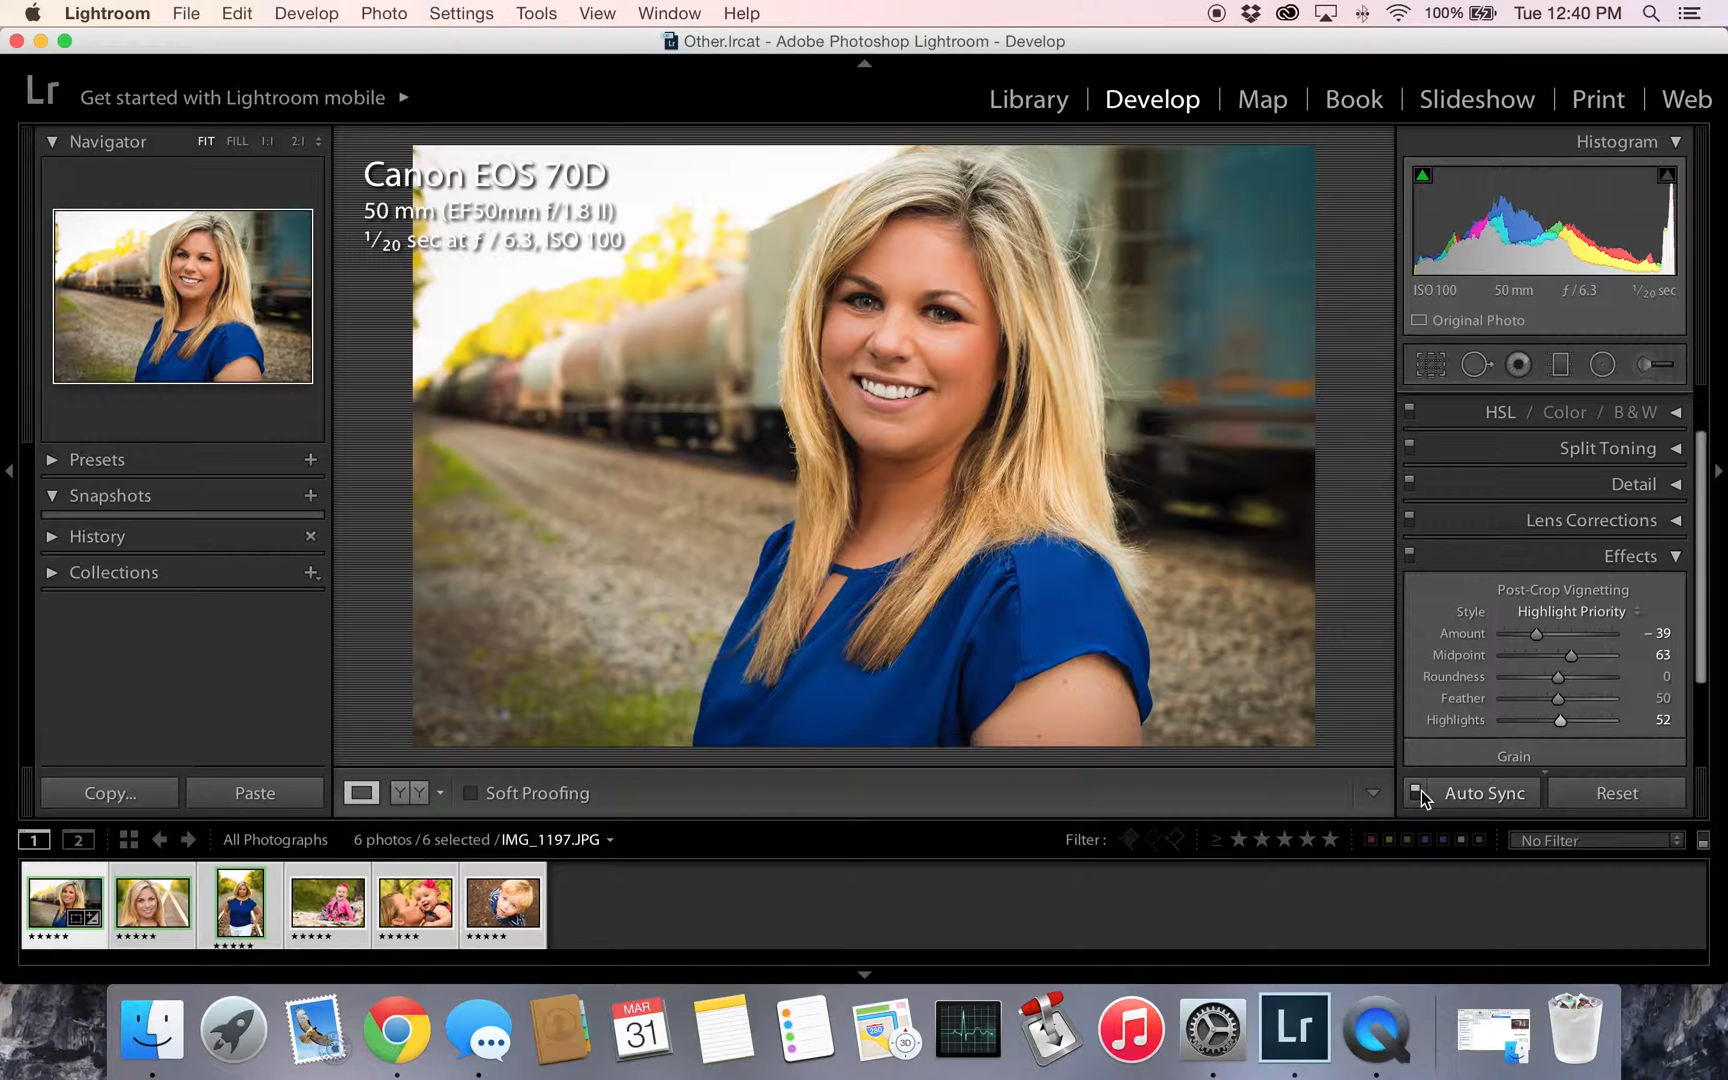 Lightroom File Edit Develop Photo Settings Tools View Window Help 100% Tue 12:40 PM
Other.lrcat - Adobe Photoshop Lightroom - Develop
Lr Get started with Lightroom mobile Library Develop Map Book Slideshow Print Web
Navigator FIT FILL 1:1 2:1
Histogram
Canon EOS 70D
50 mm (EF50mm f/1.8 II)
1/20 sec at ƒ / 6.3, ISO 100
ISO 100 50 mm ƒ / 6.3 1/20 sec
Original Photo
HSL / Color / B & W
Split Toning
Detail
Lens Corrections
Effects
Post-Crop Vignetting
Style Highlight Priority
Amount – 39
Midpoint 63
Roundness 0
Feather 50
Highlights 52
Grain
Presets
Snapshots
History
Collections
Copy... Paste
Y Y Soft Proofing
Auto Sync Reset
1 2 All Photographs 6 photos / 6 selected / IMG_1197.JPG Filter : ≥ No Filter
MAR
31
280
3D
Lr